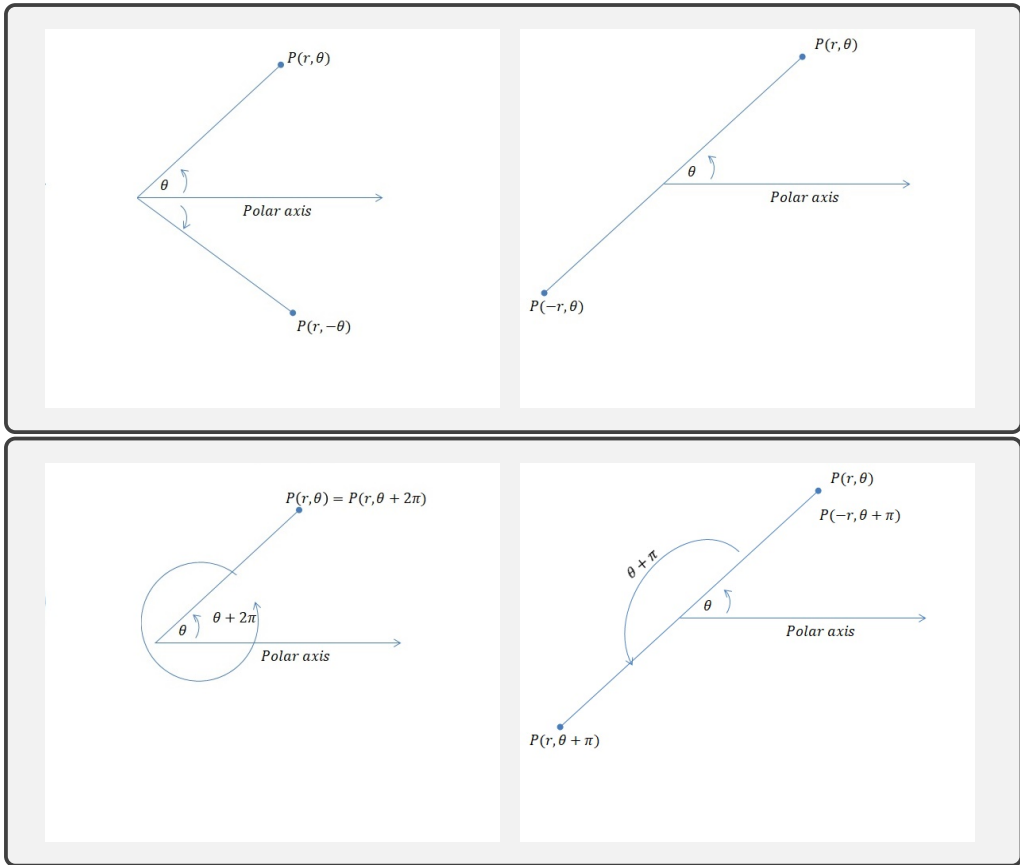 P(r, θ)
θ
Polar axis
P(r, −θ)
P(r, θ)
θ
Polar axis
P(−r, θ)
P(r, θ) = P(r, θ + 2π)
θ + 2π
θ
Polar axis
P(r, θ)
P(−r, θ + π)
θ + π
θ
Polar axis
P(r, θ + π)